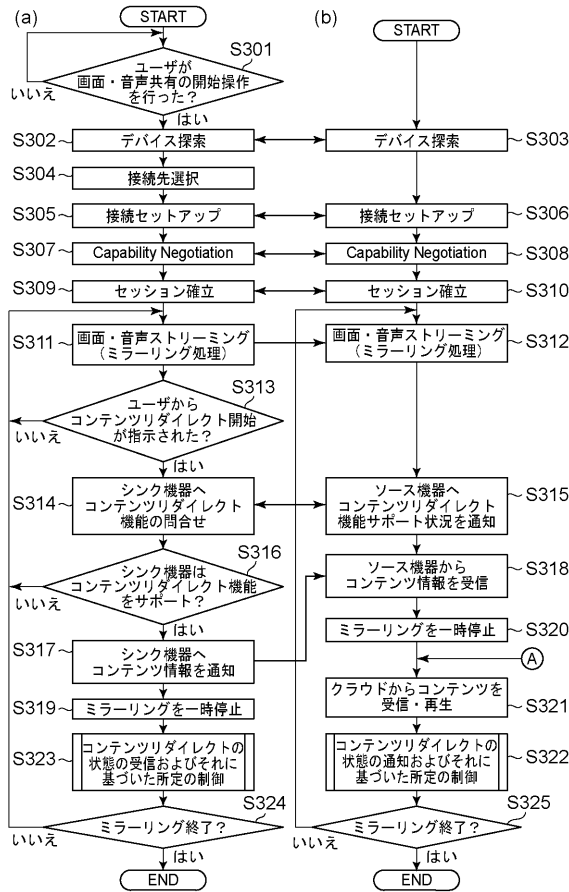 (a)
START
S301
ユーザが
画面・音声共有の開始操作
を行った?
いいえ
はい
S302
デバイス探索
S304
接続先選択
S305
接続セットアップ
S307
Capability Negotiation
S309
セッション確立
S311
画面・音声ストリーミング
(ミラーリング処理)
S313
ユーザから
コンテンツリダイレクト開始
が指示された?
いいえ
はい
S314
シンク機器へ
コンテンツリダイレクト
機能の問合せ
S316
シンク機器は
コンテンツリダイレクト機能
をサポート?
いいえ
はい
S317
シンク機器へ
コンテンツ情報を通知
S319
ミラーリングを一時停止
S323
コンテンツリダイレクトの
状態の受信およびそれに
基づいた所定の制御
S324
ミラーリング終了?
いいえ
はい
END
(b)
START
デバイス探索
S303
接続セットアップ
S306
Capability Negotiation
S308
セッション確立
S310
画面・音声ストリーミング
(ミラーリング処理)
S312
ソース機器へ
コンテンツリダイレクト
機能サポート状況を通知
S315
ソース機器から
コンテンツ情報を受信
S318
ミラーリングを一時停止
S320
A
クラウドからコンテンツを
受信・再生
S321
コンテンツリダイレクトの
状態の通知およびそれに
基づいた所定の制御
S322
S325
ミラーリング終了?
いいえ
はい
END